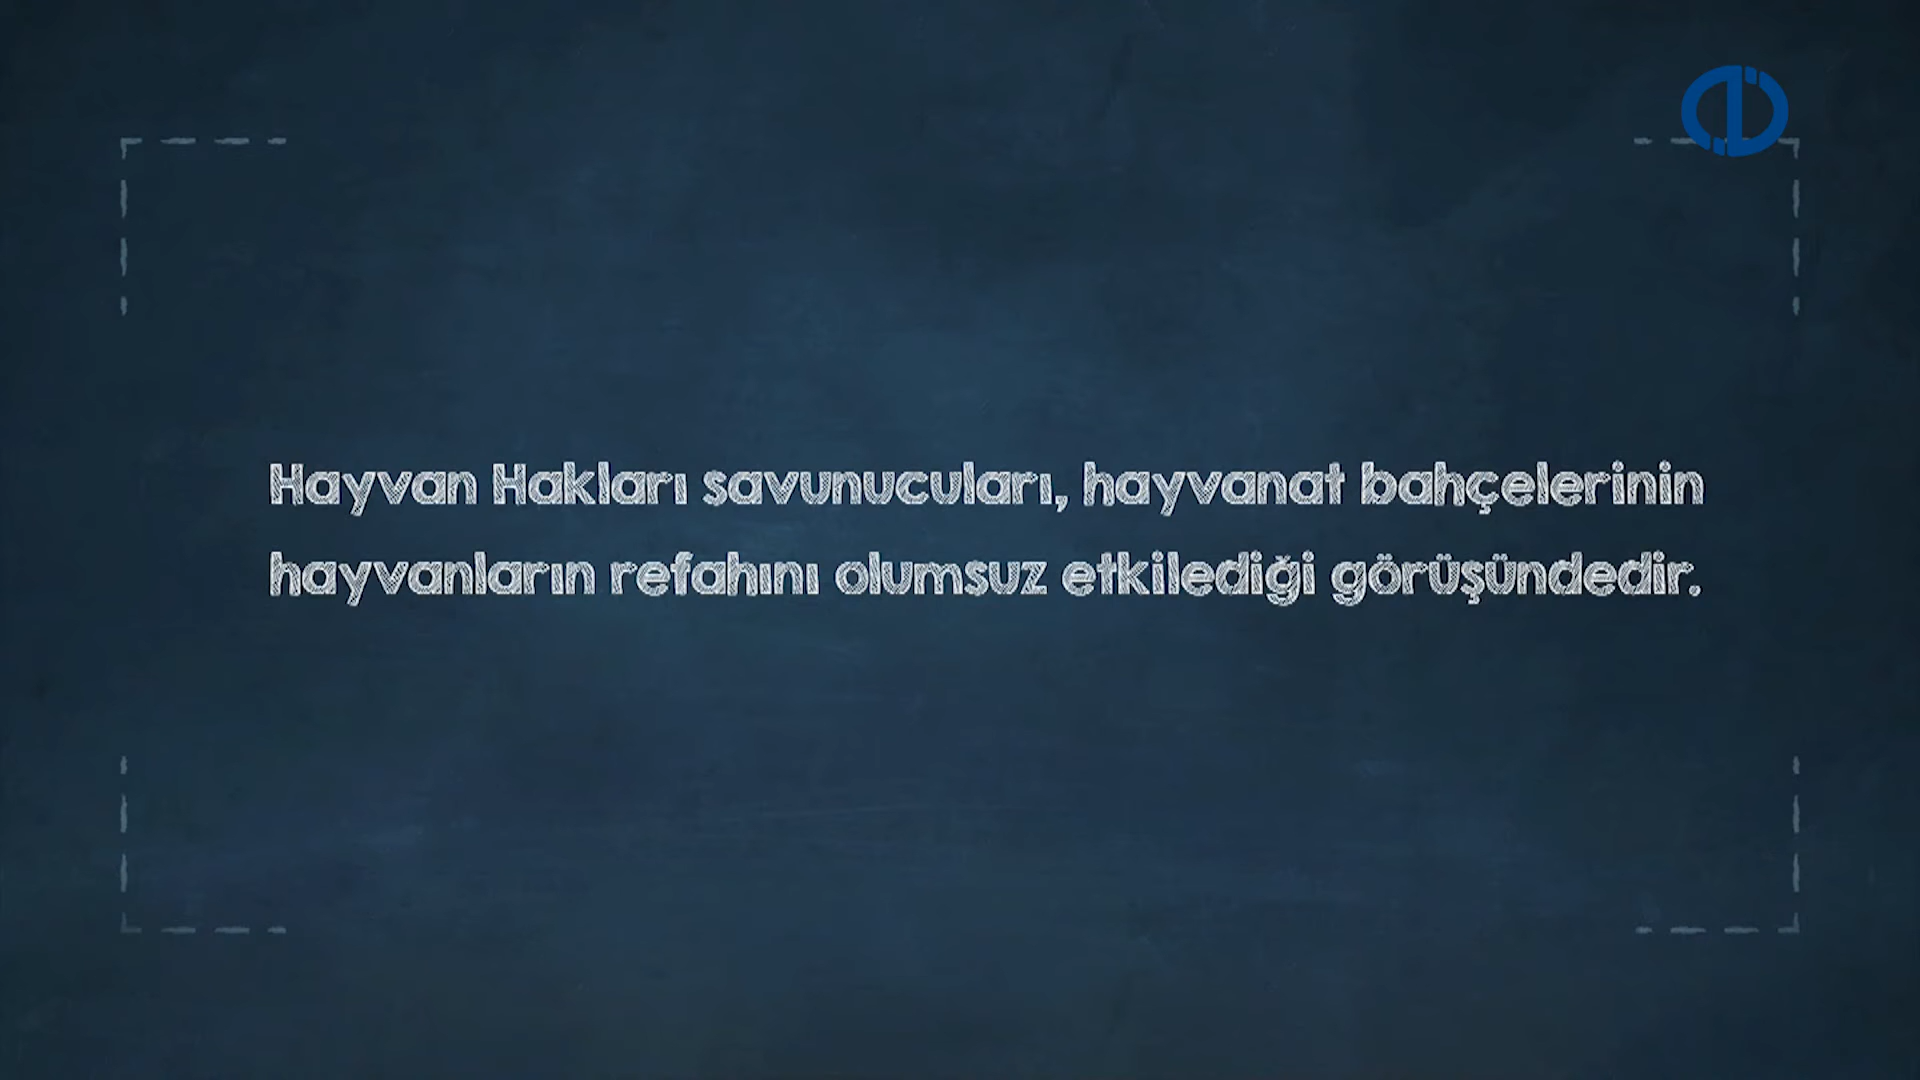 Hayvan Hakları savunucuları, hayvanat bahçelerinin
hayvanların refahını olumsuz etkilediği görüşündedir.